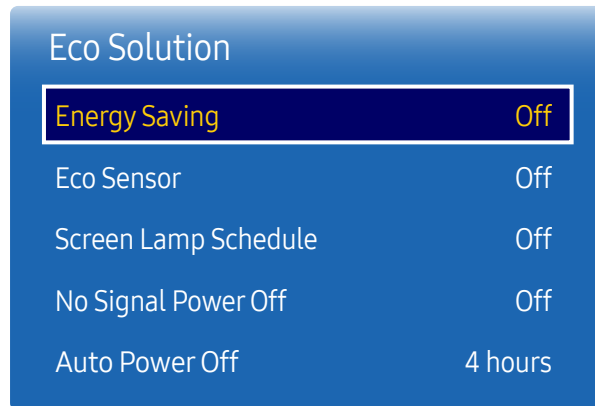 Eco Solution
Energy Saving Off
Eco Sensor Off
Screen Lamp Schedule Off
No Signal Power Off Off
Auto Power Off 4 hours